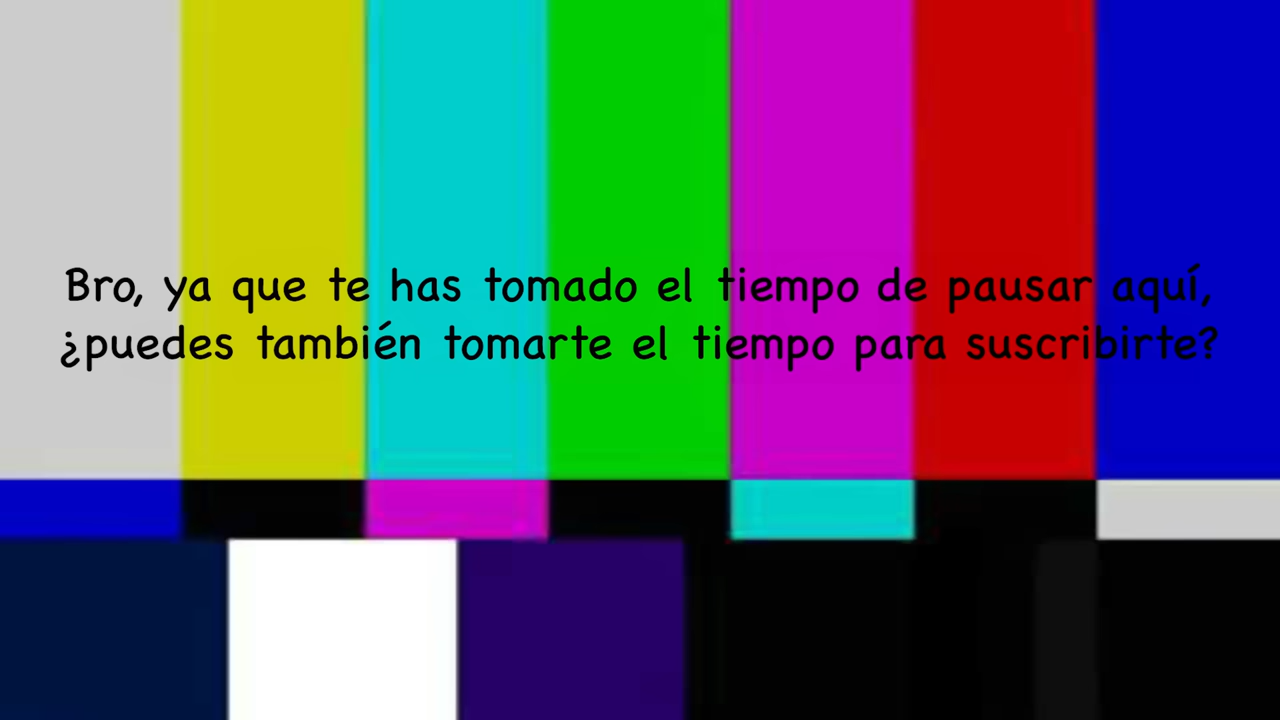 Bro, ya que te has tomado el tiempo de pausar aquí,
¿puedes también tomarte el tiempo para suscribirte?